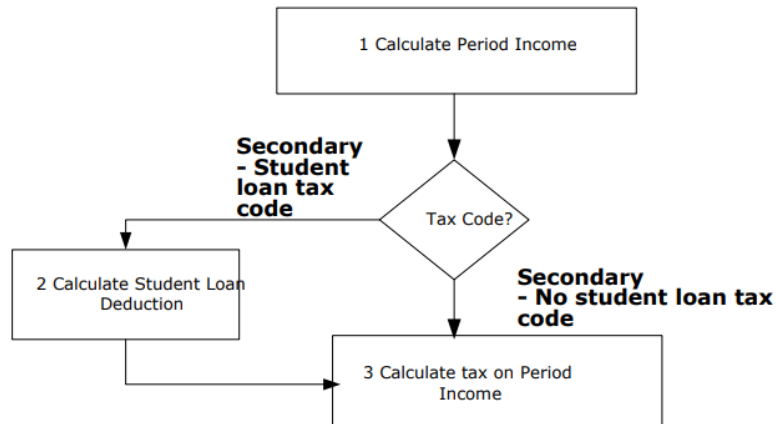 1 Calculate Period Income
Secondary
- Student
loan tax
code
Tax Code?
2 Calculate Student Loan
Deduction
Secondary
- No student loan tax
code
3 Calculate tax on Period
Income